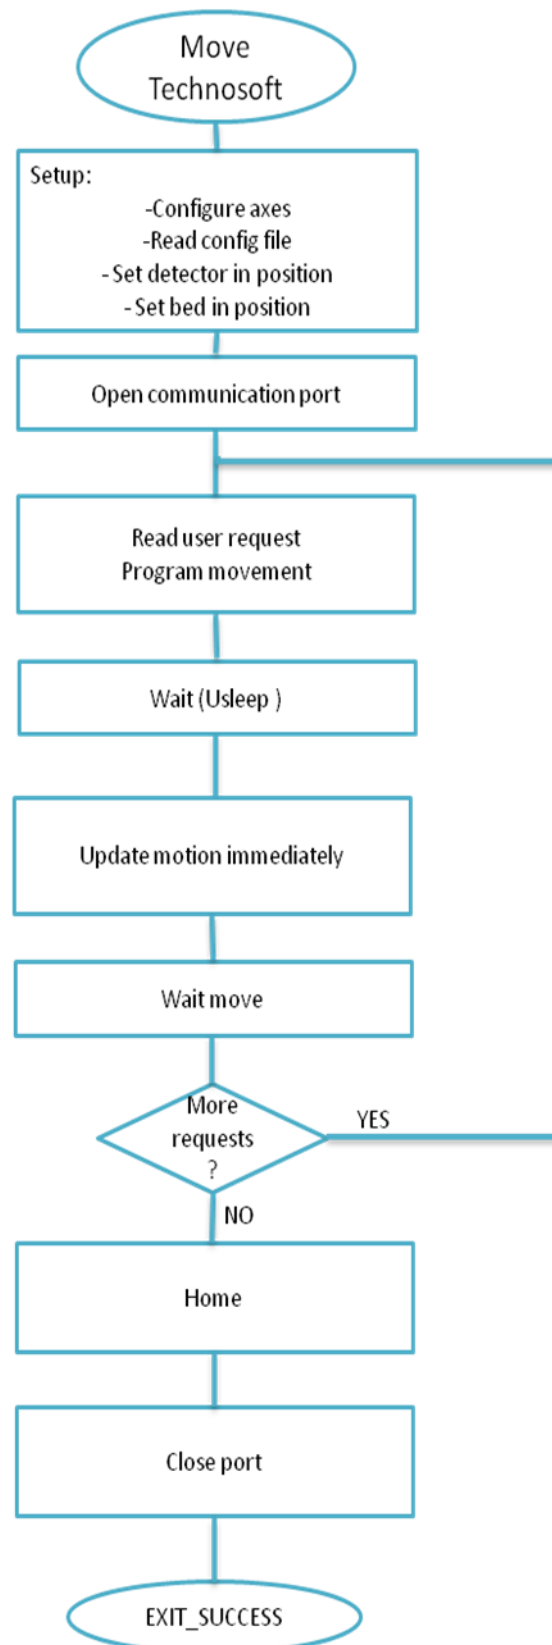 Move
Technosoft
Setup:
-Configure axes
-Read config file
- Set detector in position
- Set bed in position
Open communication port
Read user request
Program movement
Wait (Usleep )
Update motion immediately
Wait move
More
requests
?
YES
NO
Home
Close port
EXIT_SUCCESS